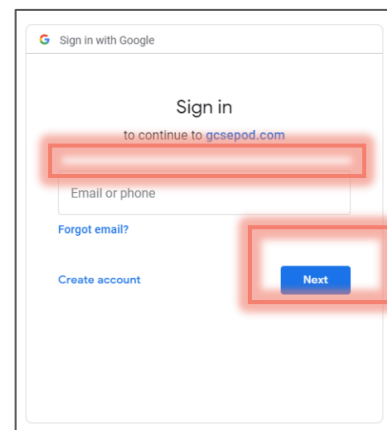 Sign in with Google
Sign in
to continue to gcsepod.com
Email or phone
Forgot email?
Create account
Next